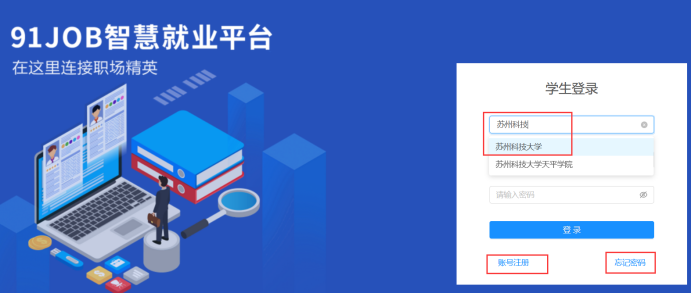 91JOB智慧就业平台
在这里连接职场精英
学生登录
苏州科技
苏州科技大学
苏州科技大学天平学院
请输入密码
登 录
账号注册
忘记密码